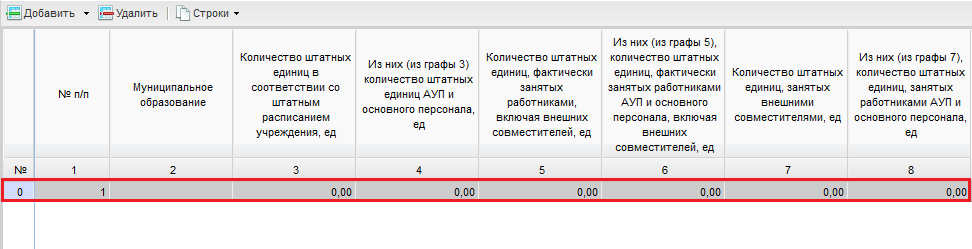 Добавить Удалить Строки
№ п/п
Муниципальное
образование
Количество штатных
единиц в
соответствии со
штатным
расписанием
учреждения, ед
Из них (из графы 3)
количество штатных
единиц АУП и
основного персонала,
ед
Количество штатных
единиц, фактически
занятых
работниками,
включая внешних
совместителей, ед
Из них (из графы 5),
количество штатных
единиц, фактически
занятых работниками
АУП и основного
персонала, включая
внешних
совместителей, ед
Количество штатных
единиц, занятых
внешними
совместителями, ед
Из них (из графы 7),
количество штатных
единиц, занятых
работниками АУП и
основного персонала,
ед
№ 1 2 3 4 5 6 7 8
0 1 0,00 0,00 0,00 0,00 0,00 0,00